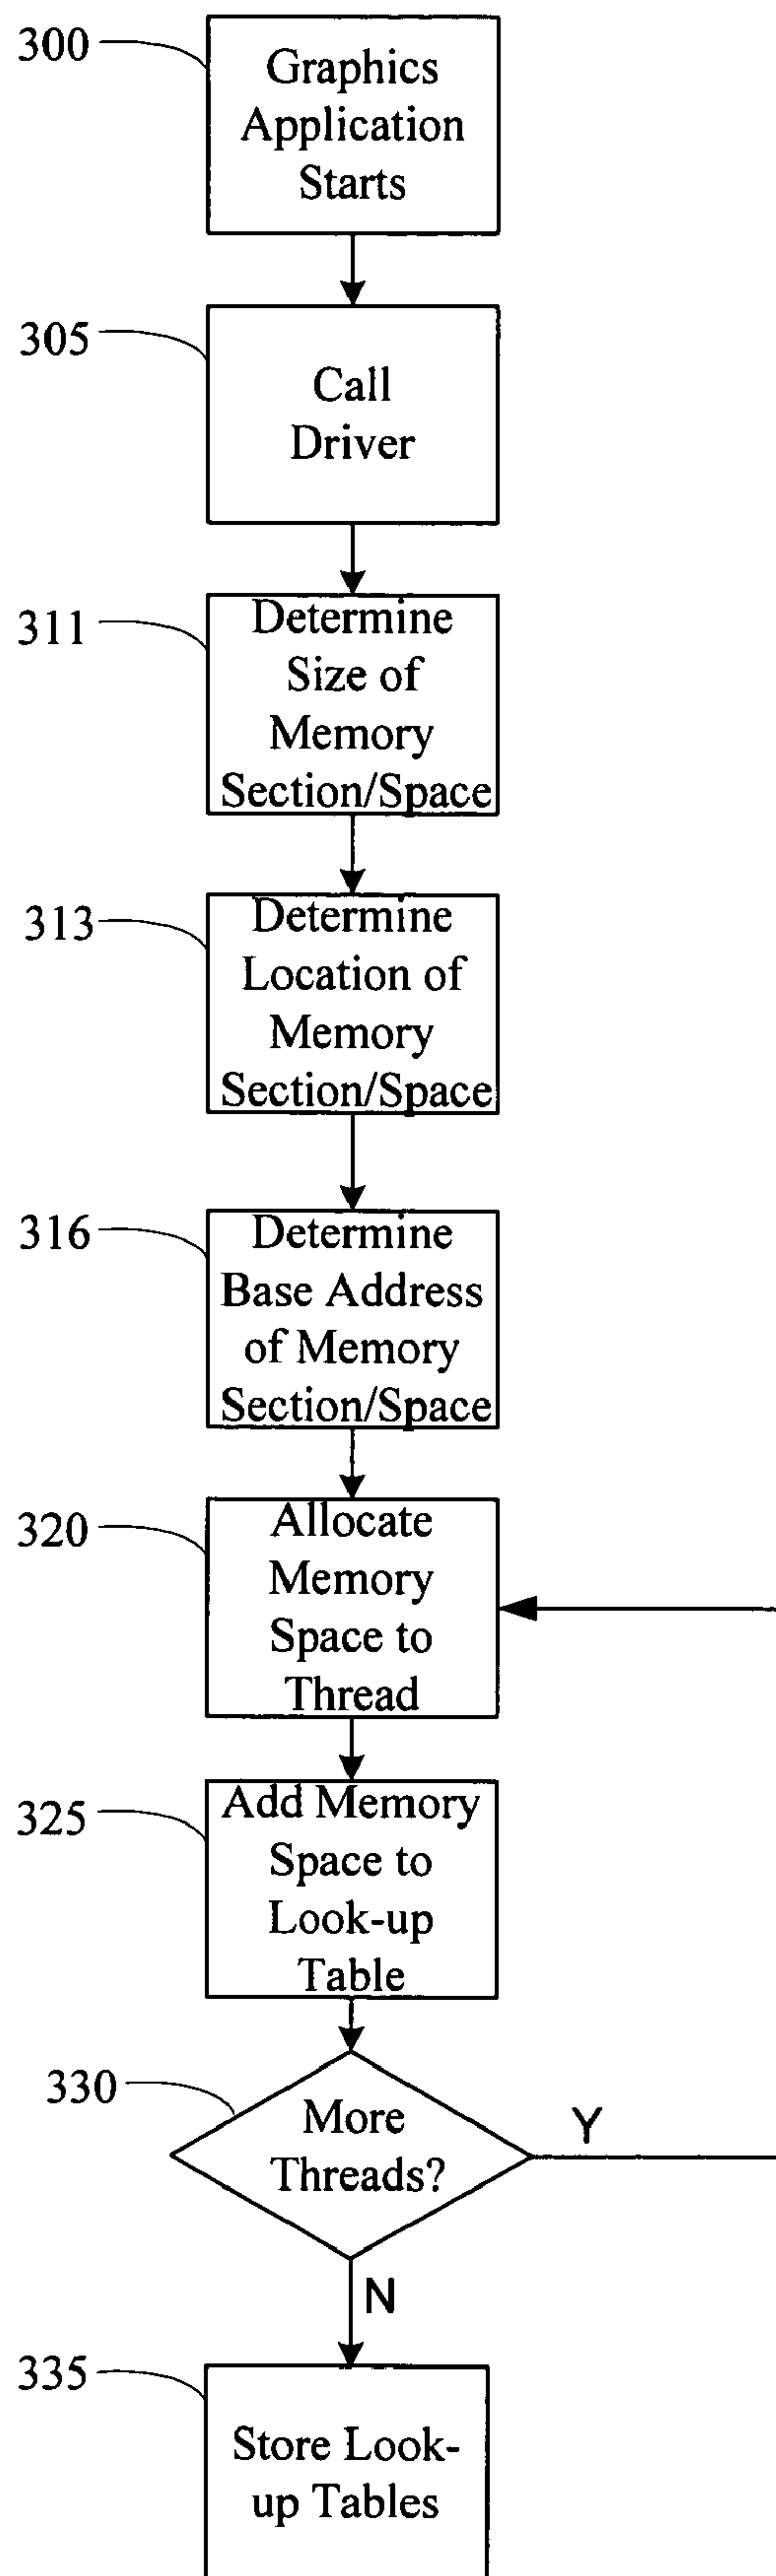 300
Graphics
Application
Starts
305
Call
Driver
311
Determine
Size of
Memory
Section/Space
313
Determine
Location of
Memory
Section/Space
316
Determine
Base Address
of Memory
Section/Space
320
Allocate
Memory
Space to
Thread
325
Add Memory
Space to
Look-up
Table
330
More
Threads?
Y
N
335
Store Look-
up Tables